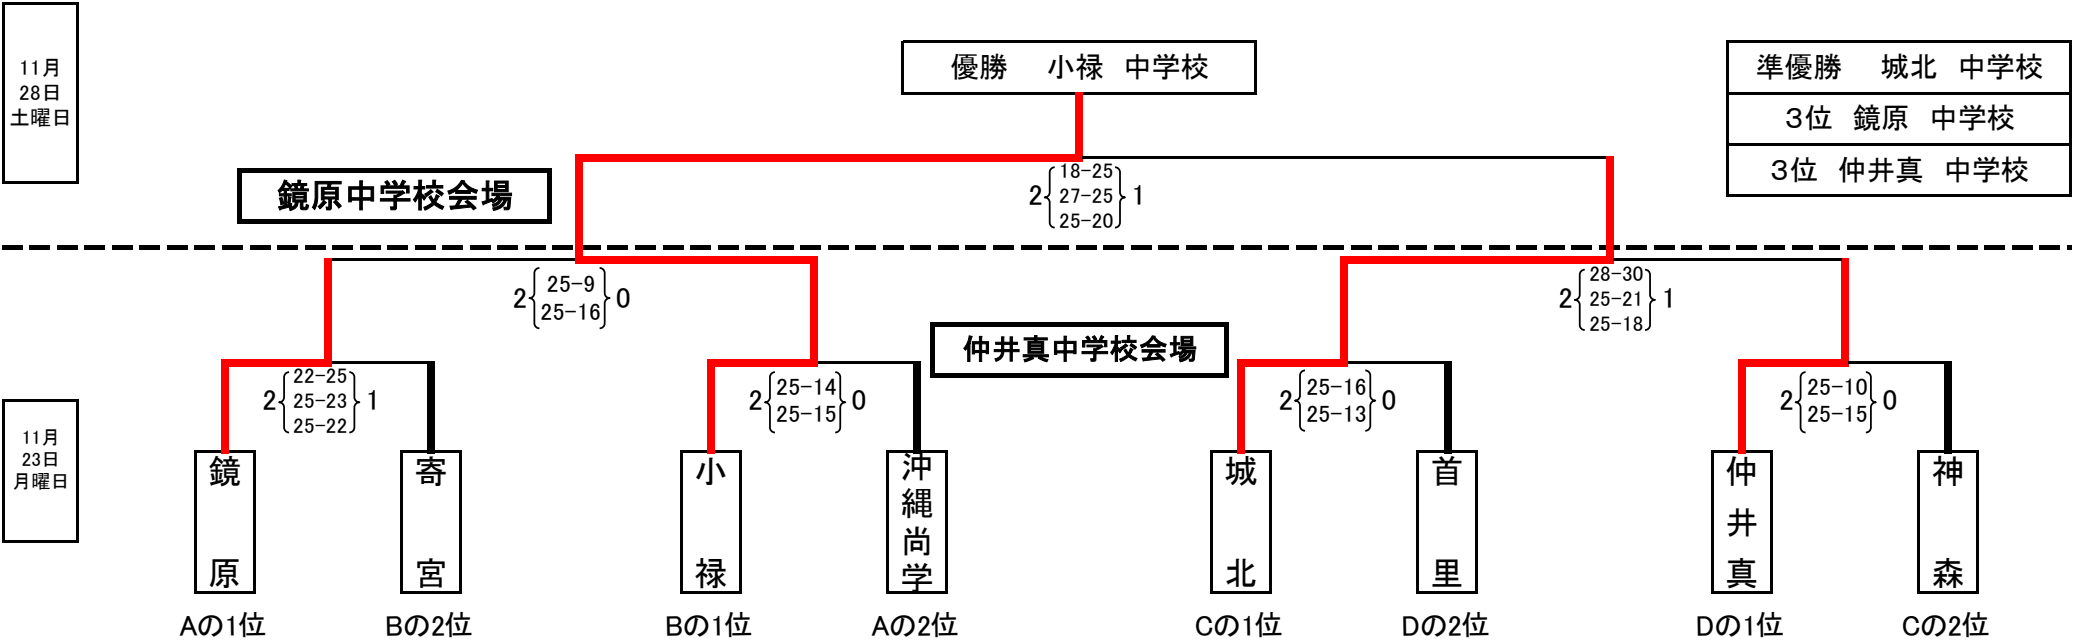 11月
28日
土曜日
優勝 小禄 中学校
準優勝 城北 中学校
3位 鏡原 中学校
3位 仲井真 中学校
鏡原中学校会場
2 18-25 1
27-25
25-20
2 25-9 0
25-16
2 28-30 1
25-21
25-18
仲井真中学校会場
2 22-25 1
25-23
25-22
2 25-14 0
25-15
2 25-16 0
25-13
2 25-10 0
25-15
11月
23日
月曜日
鏡原
寄宮
小禄
沖縄尚学
城北
首里
仲井真
神森
Aの1位
Bの2位
Bの1位
Aの2位
Cの1位
Dの2位
Dの1位
Cの2位